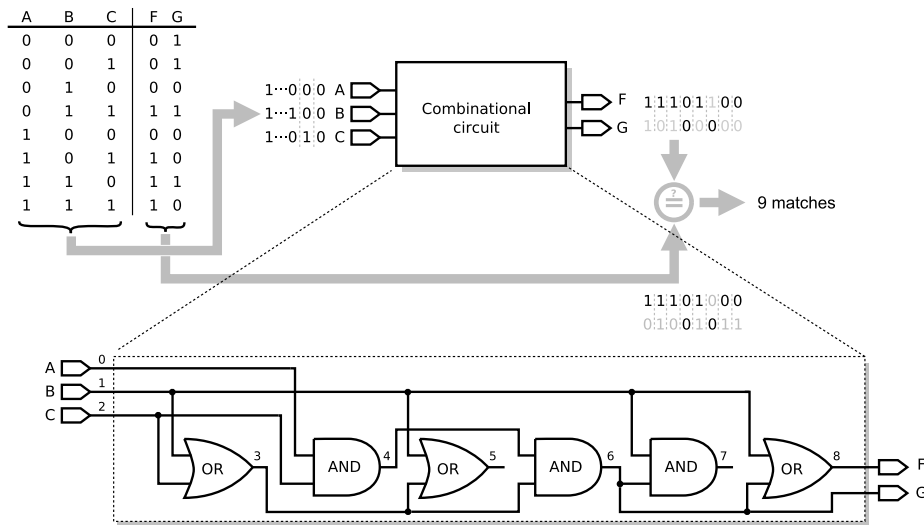 A B C F G
0 0 0 0 1
0 0 1 0 1
0 1 0 0 0
0 1 1 1 1
1 0 0 0 0
1 0 1 1 0
1 1 0 1 1
1 1 1 1 0
1···0 0 0 A
1···1 0 0 B
1···0 1 0 C
Combinational
circuit
F
G
1 1 1 0 1 1 0 0
1 0 1 0 0 0 0 0
?
=
9 matches
1 1 1 0 1 0 0 0
0 1 0 0 1 0 1 1
A 0
B 1
C 2
OR 3
AND 4
OR 5
AND 6
AND 7
OR 8
F
G